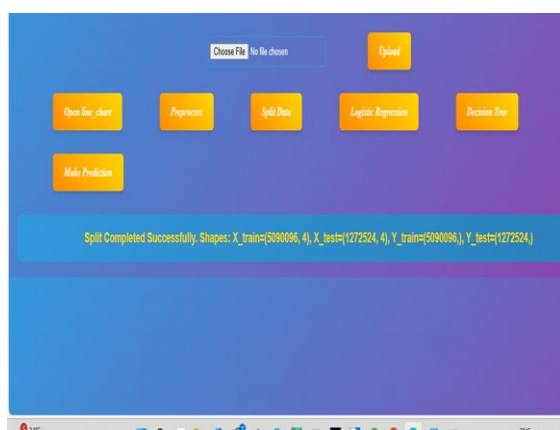 Choose File No file chosen
Upload
Open line_chart Preprocess Split Data Logistic Regression Decision Tree
Make Prediction
Split Completed Successfully. Shapes: X_train=(5090096, 4), X_test=(1272524, 4), Y_train=(5090096,), Y_test=(1272524,)